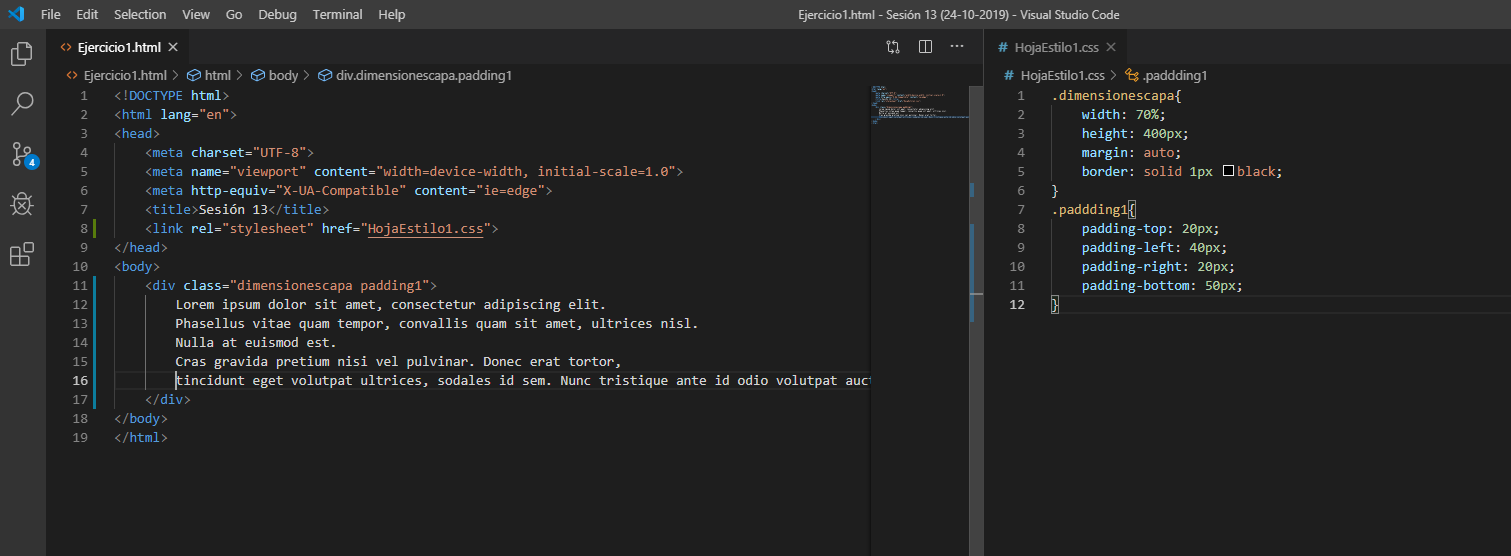 File Edit Selection View Go Debug Terminal Help Ejercicio1.html - Sesión 13 (24-10-2019) - Visual Studio Code
4
<> Ejercicio1.html ×
<> Ejercicio1.html > html > body > div.dimensionescapa.padding1
1 <!DOCTYPE html>
2 <html lang="en">
3 <head>
4 <meta charset="UTF-8">
5 <meta name="viewport" content="width=device-width, initial-scale=1.0">
6 <meta http-equiv="X-UA-Compatible" content="ie=edge">
7 <title>Sesión 13</title>
8 <link rel="stylesheet" href="HojaEstilo1.css">
9 </head>
10 <body>
11 <div class="dimensionescapa padding1">
12 Lorem ipsum dolor sit amet, consectetur adipiscing elit.
13 Phasellus vitae quam tempor, convallis quam sit amet, ultrices nisl.
14 Nulla at euismod est.
15 Cras gravida pretium nisi vel pulvinar. Donec erat tortor,
16 tincidunt eget volutpat ultrices, sodales id sem. Nunc tristique ante id odio volutpat auct
17 </div>
18 </body>
19 </html>
# HojaEstilo1.css ×
# HojaEstilo1.css > .paddding1
1 .dimensionescapa{
2 width: 70%;
3 height: 400px;
4 margin: auto;
5 border: solid 1px black;
6 }
7 .paddding1{
8 padding-top: 20px;
9 padding-left: 40px;
10 padding-right: 20px;
11 padding-bottom: 50px;
12 }